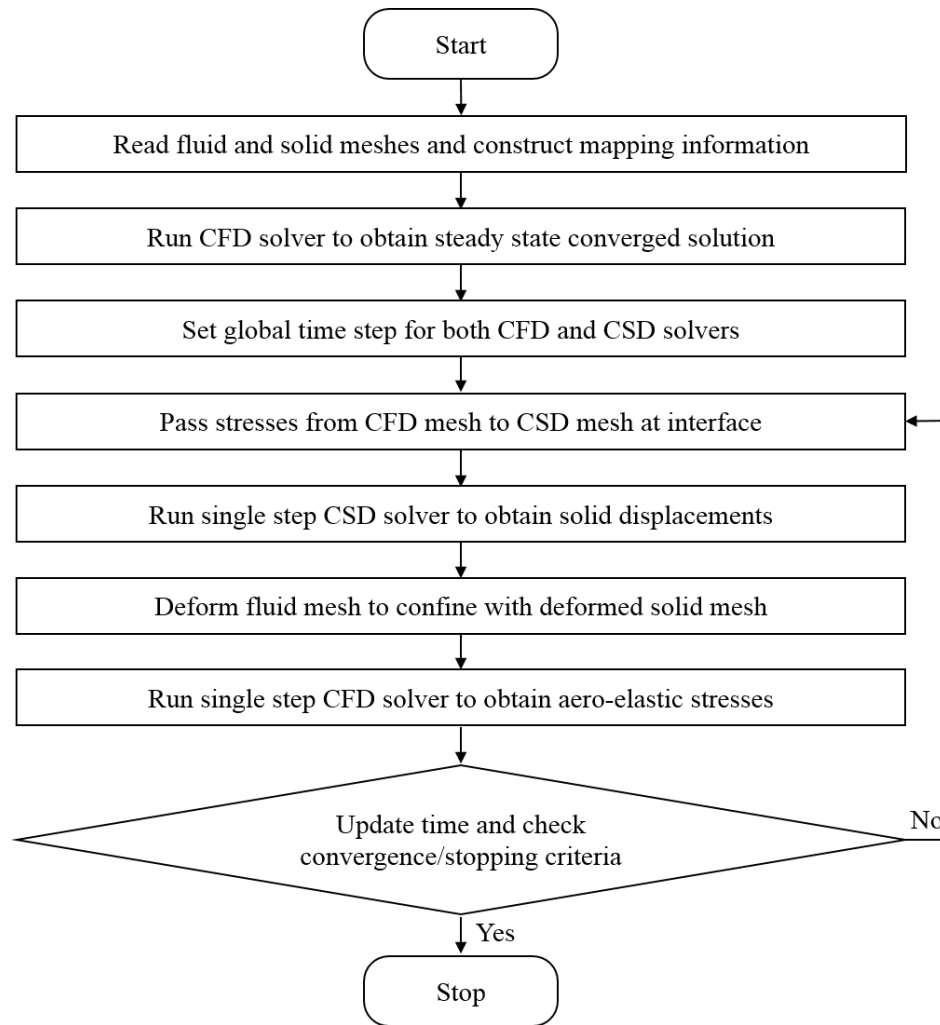 Start
Read fluid and solid meshes and construct mapping information
Run CFD solver to obtain steady state converged solution
Set global time step for both CFD and CSD solvers
Pass stresses from CFD mesh to CSD mesh at interface
Run single step CSD solver to obtain solid displacements
Deform fluid mesh to confine with deformed solid mesh
Run single step CFD solver to obtain aero-elastic stresses
Update time and check
convergence/stopping criteria
No
Yes
Stop